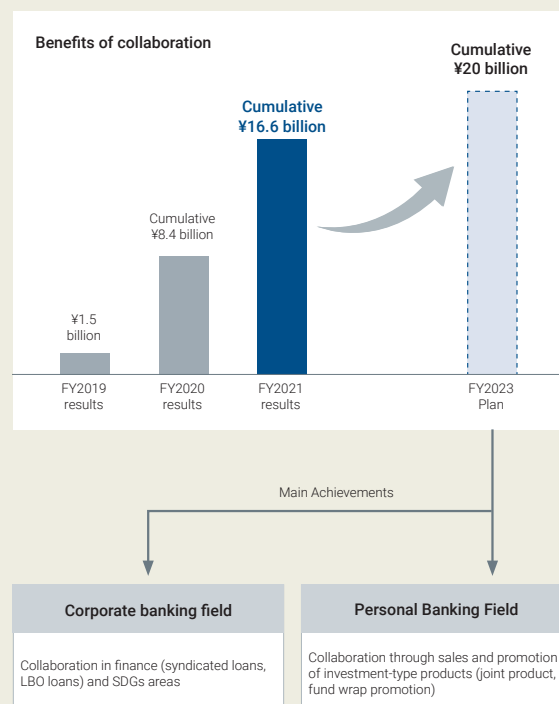 Benefits of collaboration
Cumulative
¥20 billion
Cumulative
¥16.6 billion
Cumulative
¥8.4 billion
¥1.5
billion
FY2019
results
FY2020
results
FY2021
results
FY2023
Plan
Main Achievements
Corporate banking field
Collaboration in finance (syndicated loans,
LBO loans) and SDGs areas
Personal Banking Field
Collaboration through sales and promotion
of investment-type products (joint product,
fund wrap promotion)